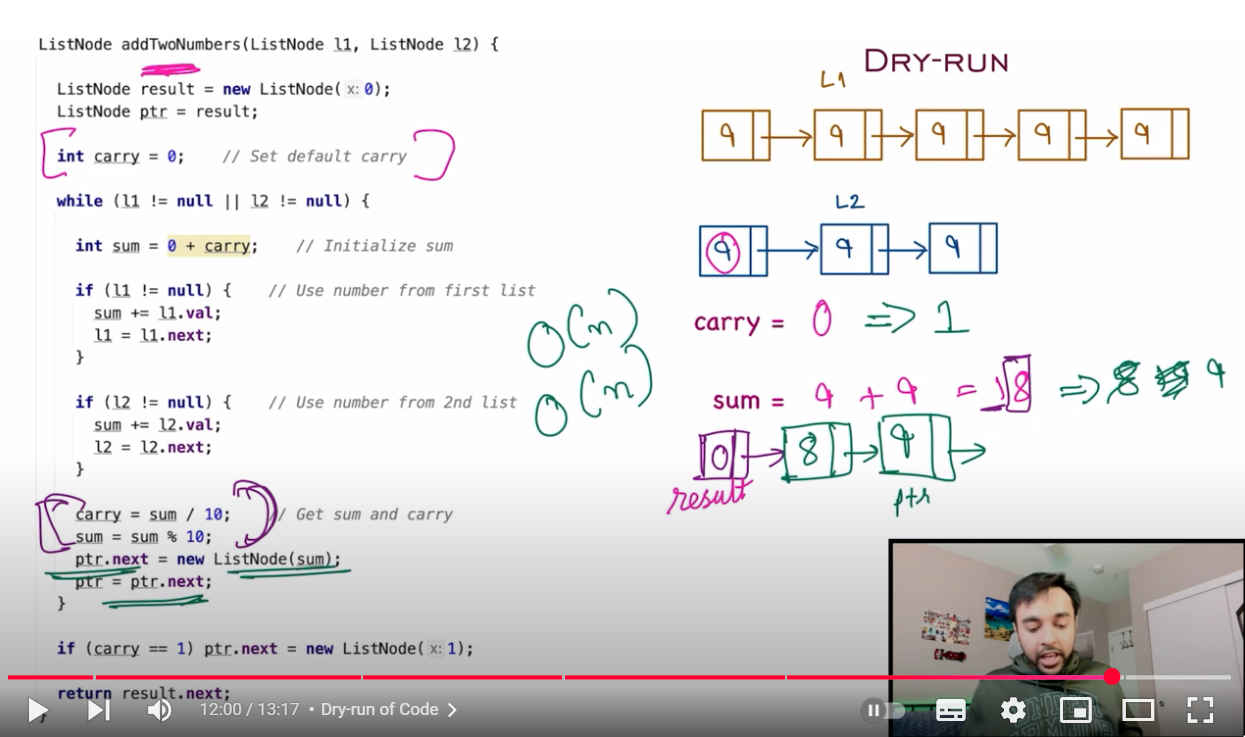 ListNode addTwoNumbers(ListNode l1, ListNode l2) {
ListNode result = new ListNode( x: 0);
ListNode ptr = result;
int carry = 0; // Set default carry
while (l1 != null || l2 != null) {
int sum = 0 + carry; // Initialize sum
if (l1 != null) { // Use number from first list
sum += l1.val;
l1 = l1.next;
}
if (l2 != null) { // Use number from 2nd list
sum += l2.val;
l2 = l2.next;
}
carry = sum / 10; // Get sum and carry
sum = sum % 10;
ptr.next = new ListNode(sum);
ptr = ptr.next;
}
if (carry == 1) ptr.next = new ListNode( x: 1);
return result.next;
}
O(n)
O(n)
DRY-RUN
L1
9 9 9 9 9
L2
9 9 9
carry = 0 => 1
sum = 9 + 9 = 18 => 8 9
0 8 9
result ptr
12:00 / 13:17 • Dry-run of Code >